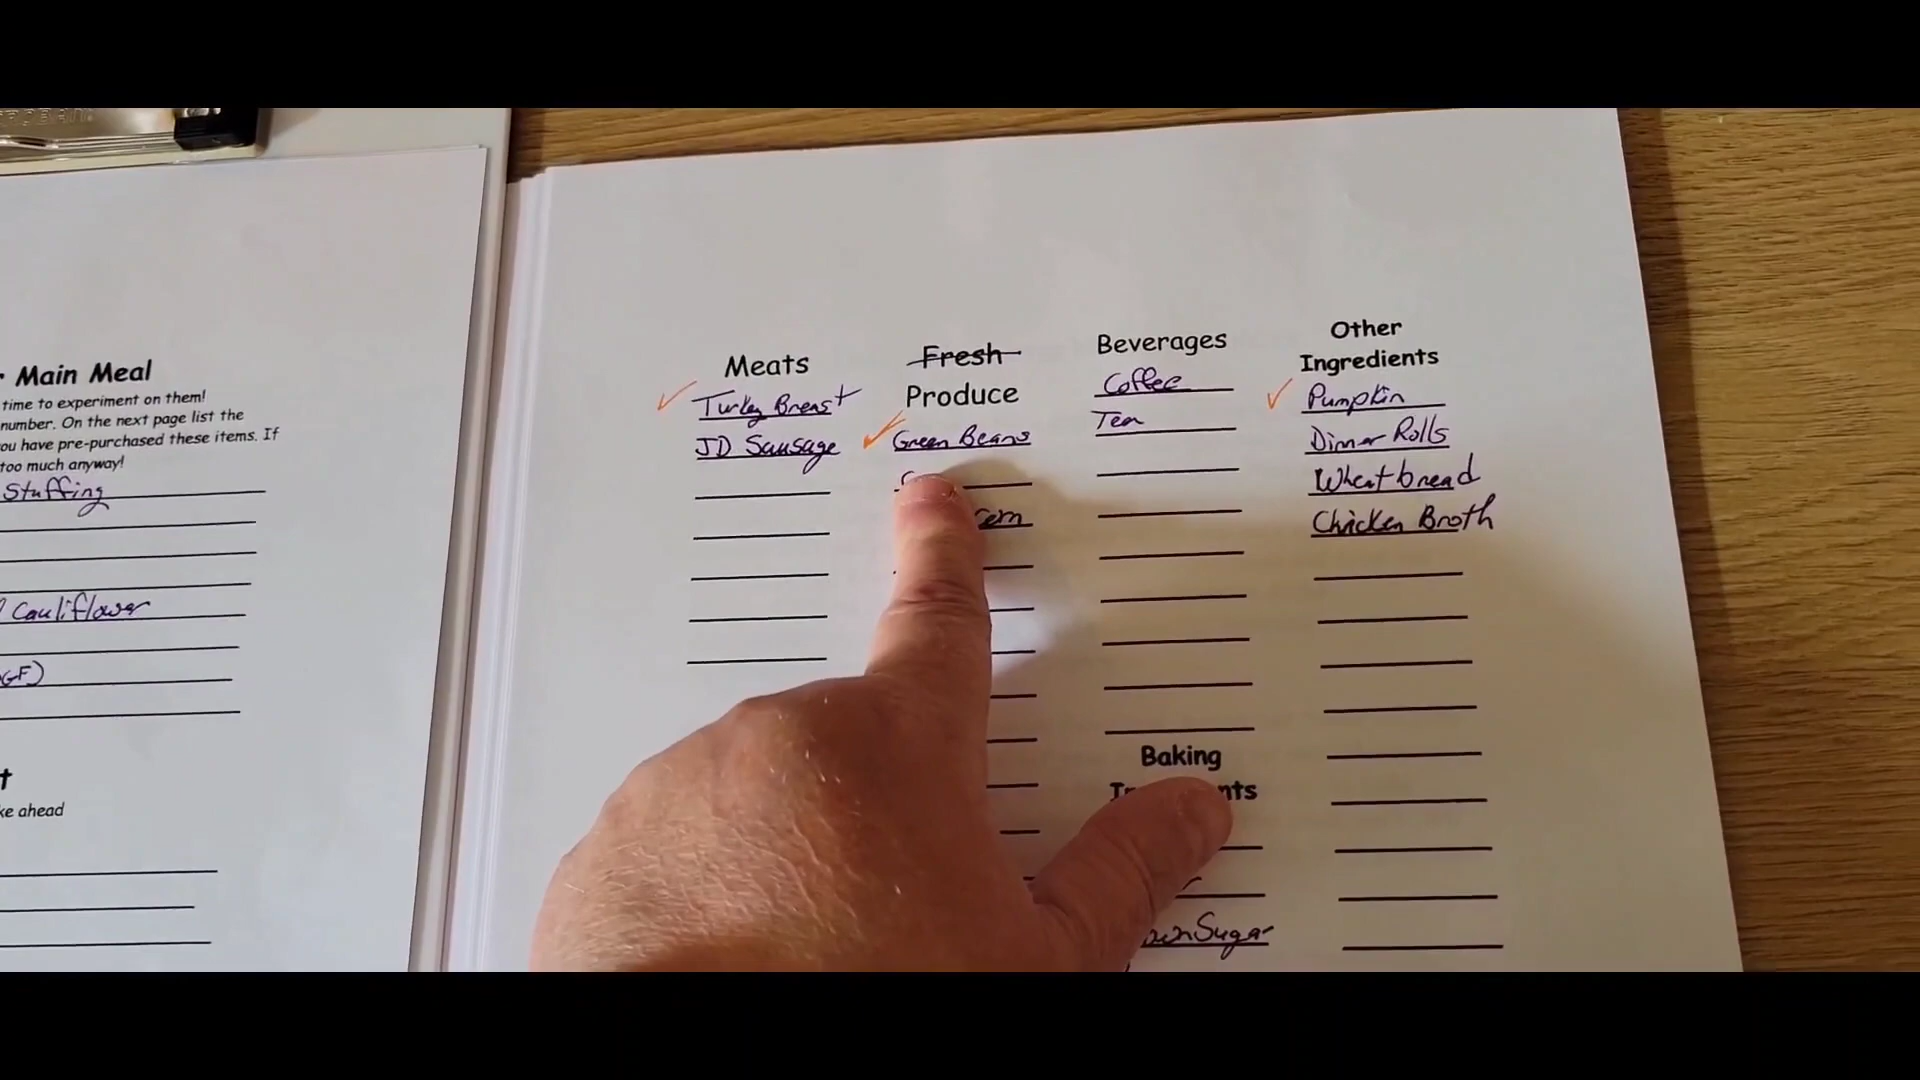 Main Meal
time to experiment on them!
number. On the next page list the
you have pre-purchased these items. If
too much anyway!
Stuffing
Cauliflower
GF)
ke ahead
Meats
Turkey Breast
JD Sausage
Fresh
Produce
Green Beans
Beverages
Coffee
Tea
Baking
Sugar
Other
Ingredients
Pumpkin
Dinner Rolls
Wheat bread
Chicken Broth